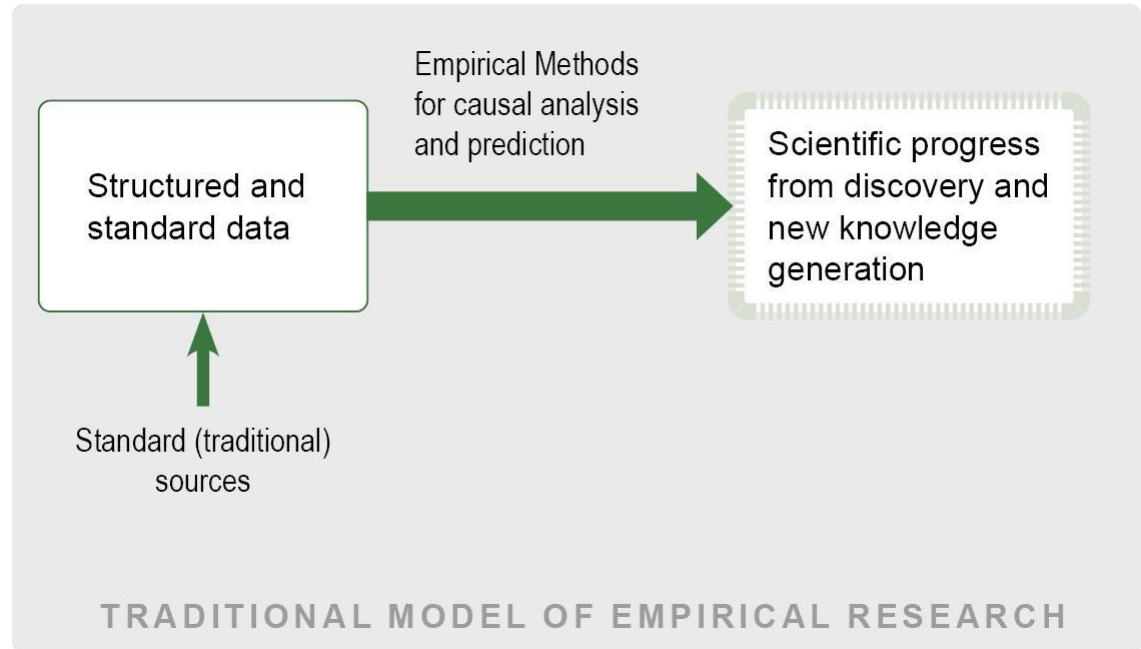 Empirical Methods
for causal analysis
and prediction
Structured and
standard data
Scientific progress
from discovery and
new knowledge
generation
Standard (traditional)
sources
TRADITIONAL MODEL OF EMPIRICAL RESEARCH